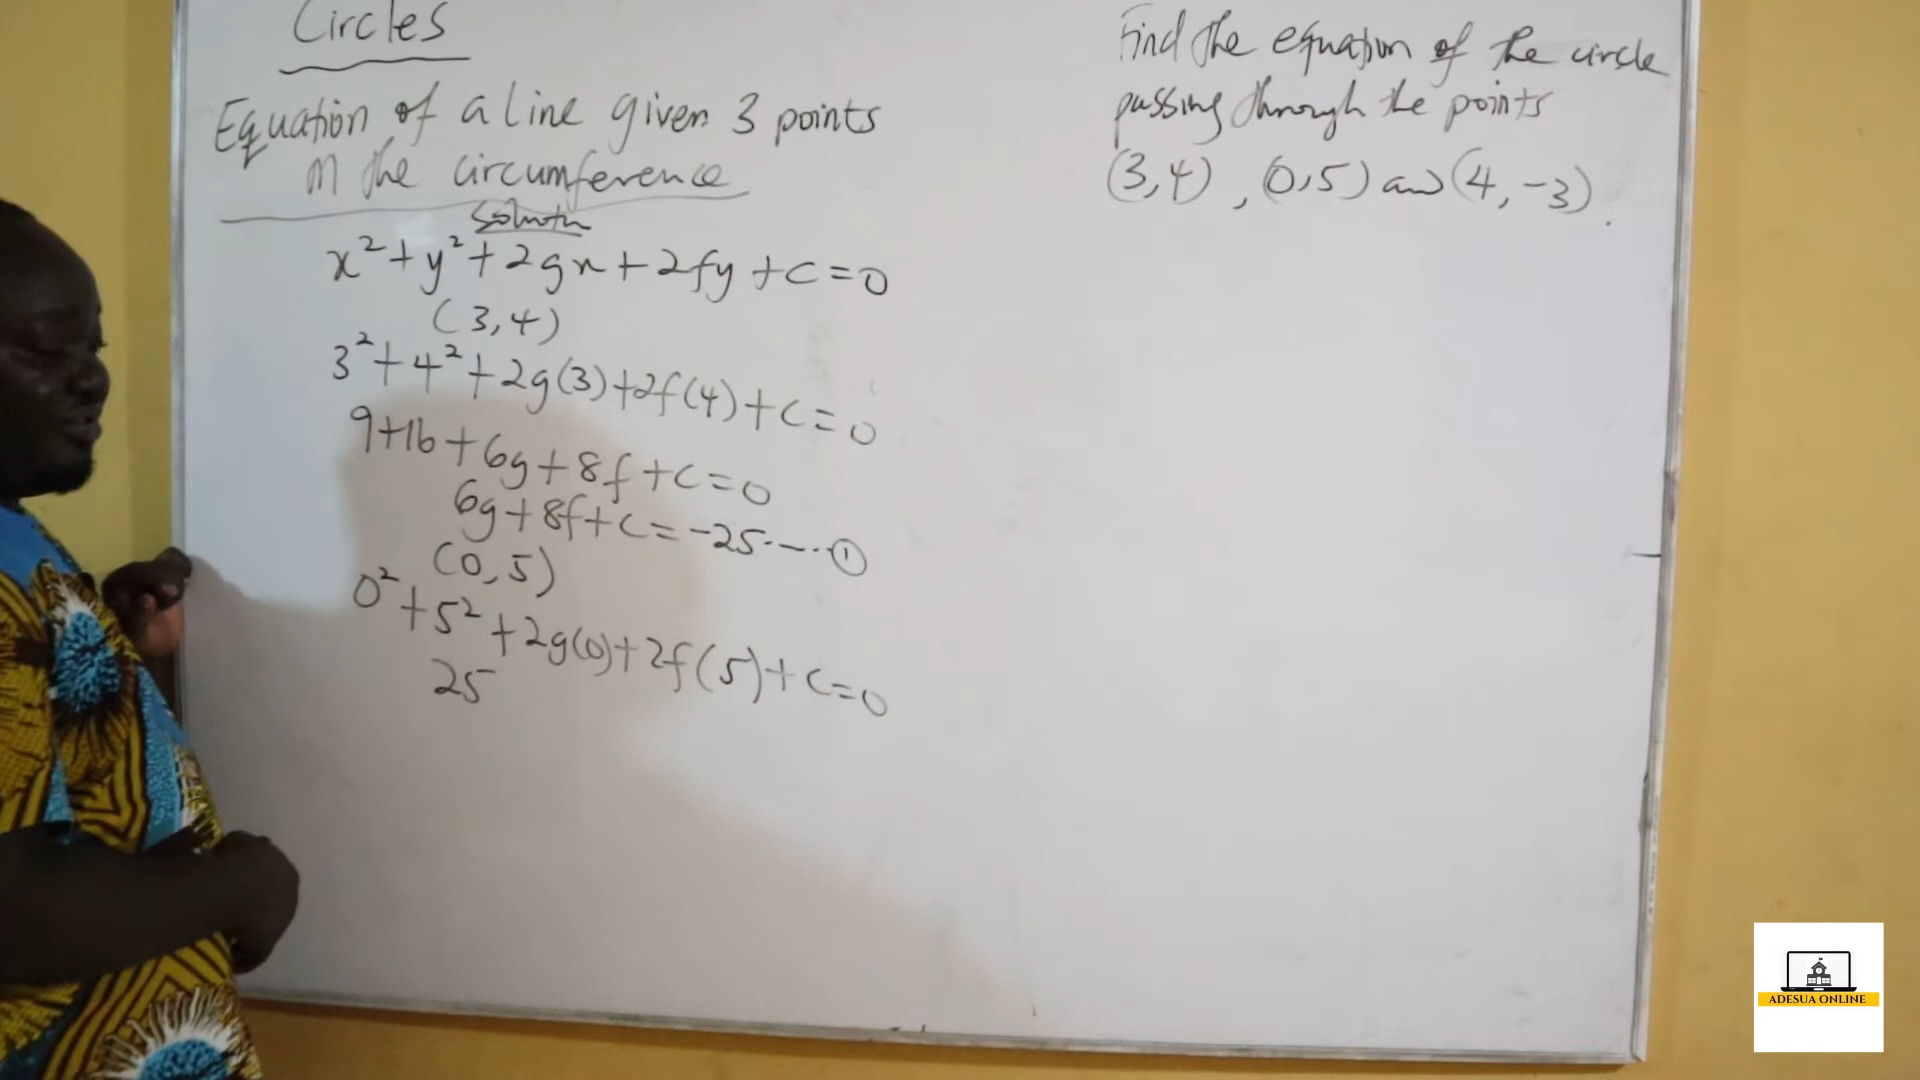 Circles
Equation of a line given 3 points
on the circumference
x² + y² + 2gx + 2fy + c = 0
(3,4)
3² + 4² + 2g(3) + 2f(4) + c = 0
9 + 16 + 6g + 8f + c = 0
6g + 8f + c = -25 ---- ①
(0,5)
0² + 5² + 2g(0) + 2f(5) + c = 0
25
Find the equation of the circle
passing through the points
(3,4) , (0,5) and (4, -3).
ADESUA ONLINE